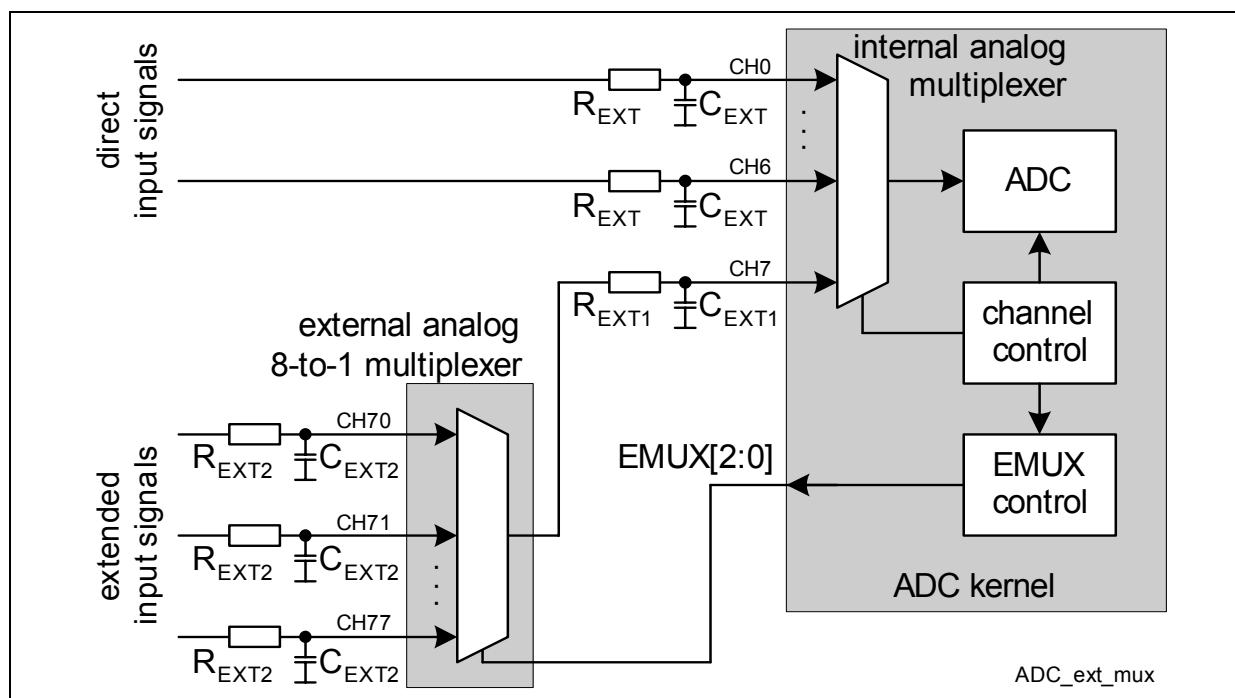 direct
input signals
R_EXT
C_EXT
CH0
.
.
.
R_EXT
C_EXT
CH6
R_EXT1
C_EXT1
CH7
internal analog
multiplexer
ADC
channel
control
EMUX
control
ADC kernel
EMUX[2:0]
external analog
8-to-1 multiplexer
extended
input signals
R_EXT2
C_EXT2
CH70
R_EXT2
C_EXT2
CH71
.
.
.
R_EXT2
C_EXT2
CH77
ADC_ext_mux